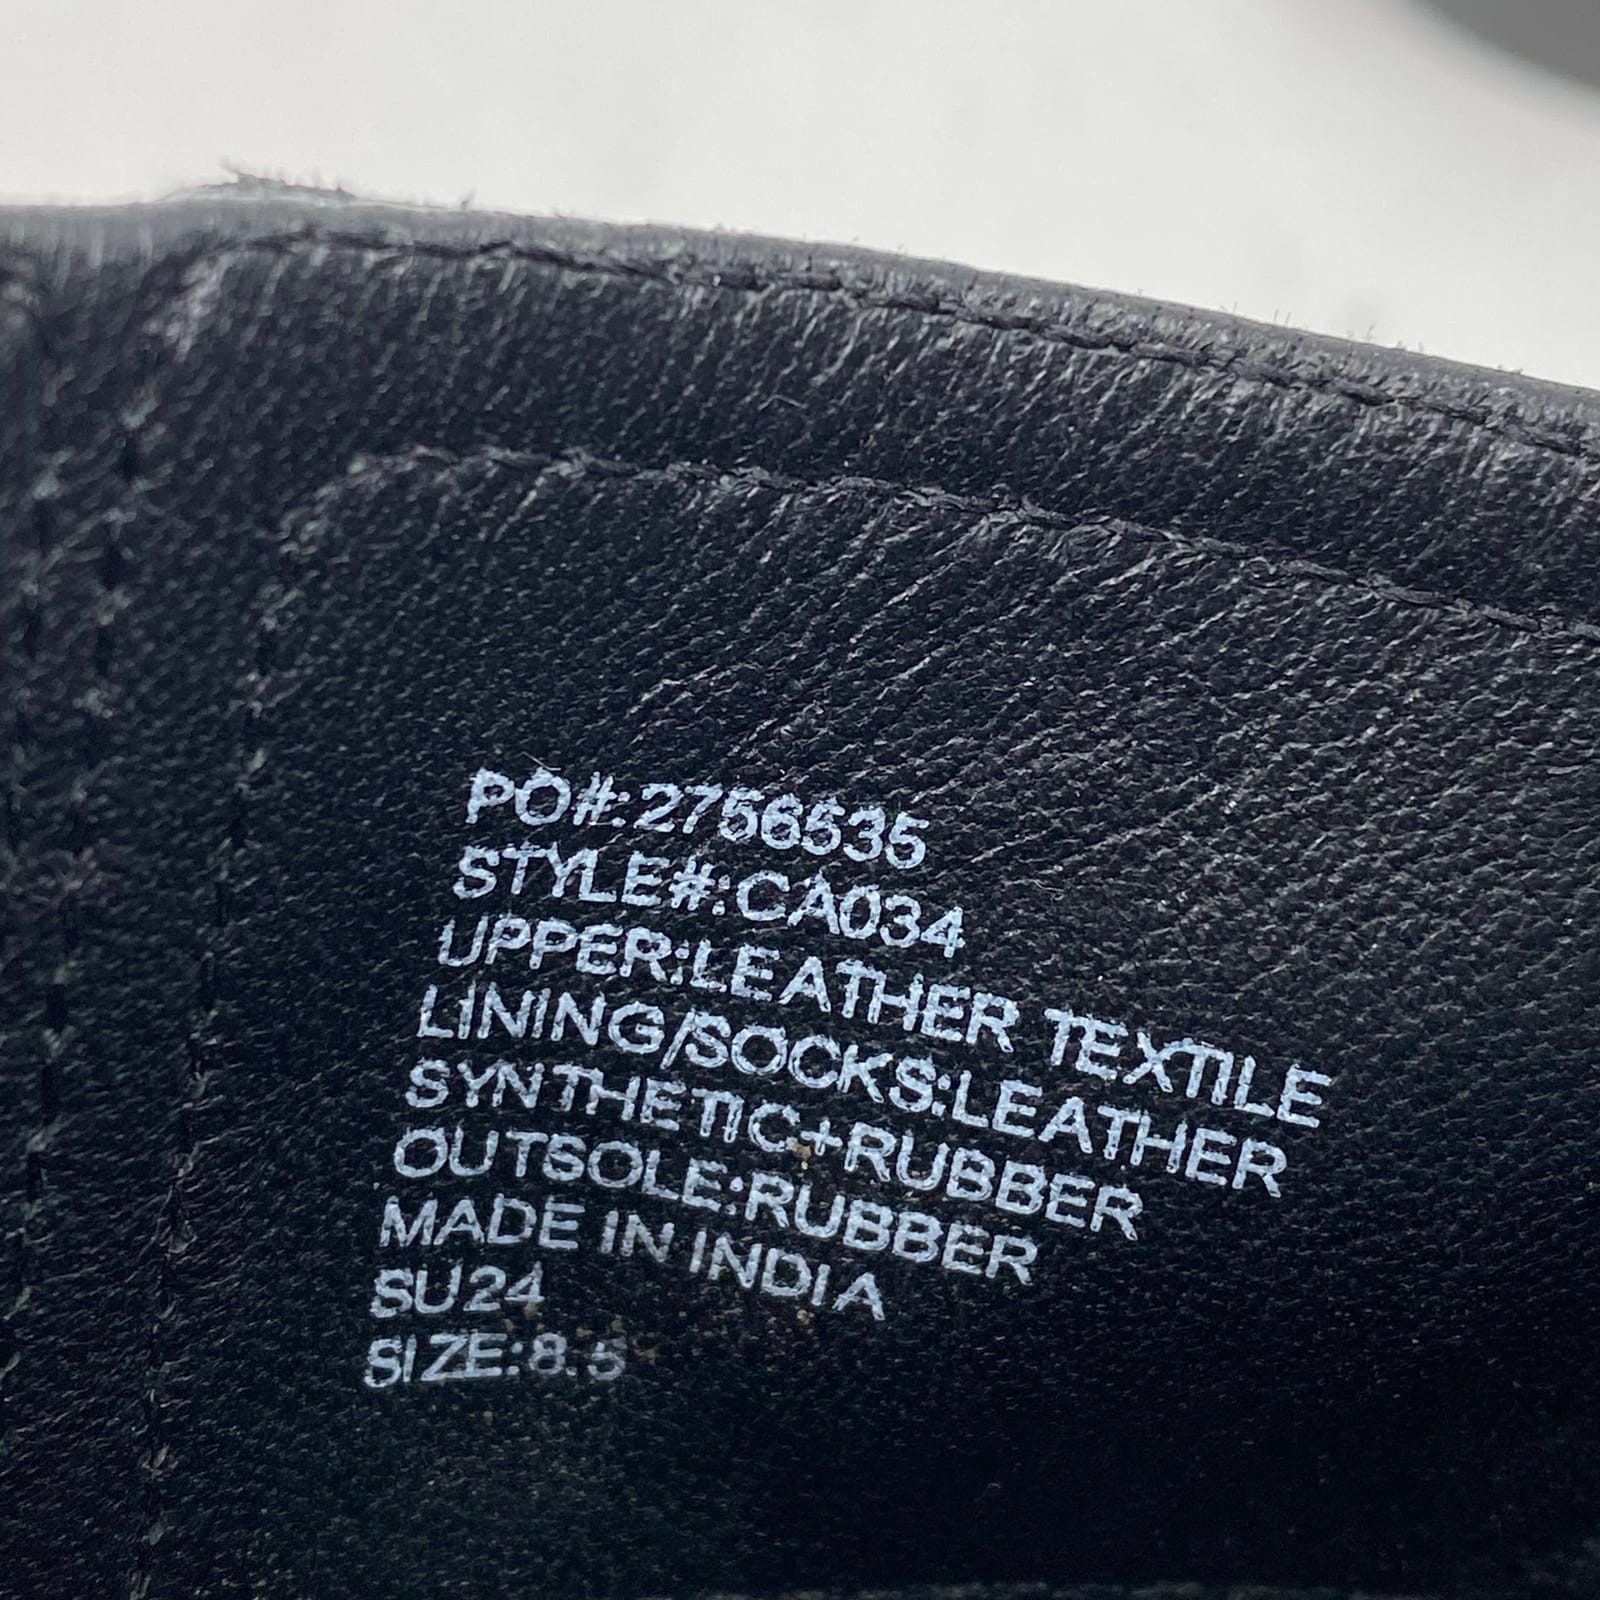 PO#:2756535
STYLE#:CA034
UPPER:LEATHER TEXTILE
LINING/SOCKS:LEATHER
SYNTHETIC+RUBBER
OUTSOLE:RUBBER
MADE IN INDIA
SU24
SIZE:8.5